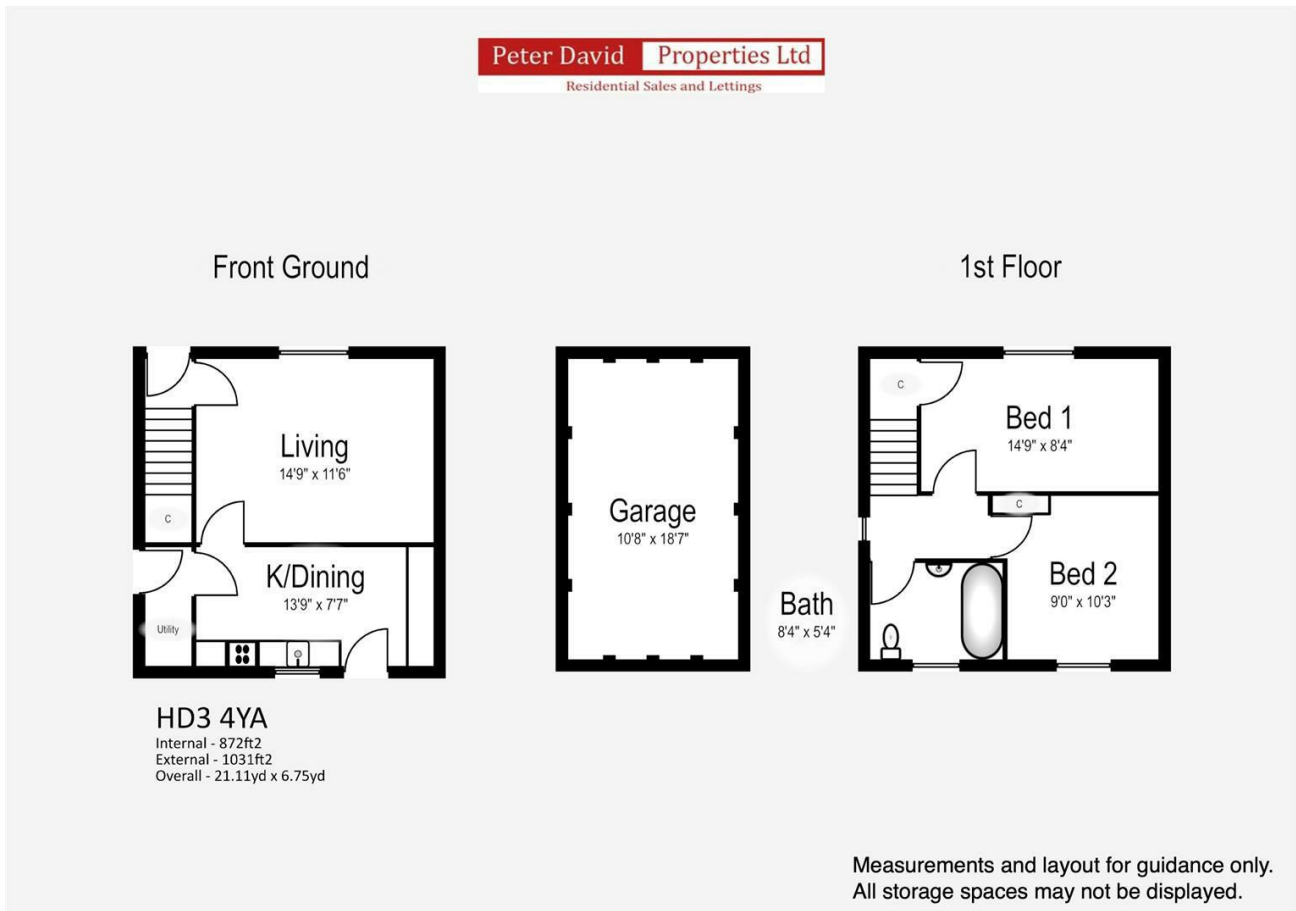 Peter David Properties Ltd
Residential Sales and Lettings
Front Ground
1st Floor
Living
14'9" x 11'6"
C
K/Dining
13'9" x 7'7"
Utility
Garage
10'8" x 18'7"
Bath
8'4" x 5'4"
C
Bed 1
14'9" x 8'4"
C
Bed 2
9'0" x 10'3"
HD3 4YA
Internal - 872ft2
External - 1031ft2
Overall - 21.11yd x 6.75yd
Measurements and layout for guidance only.
All storage spaces may not be displayed.